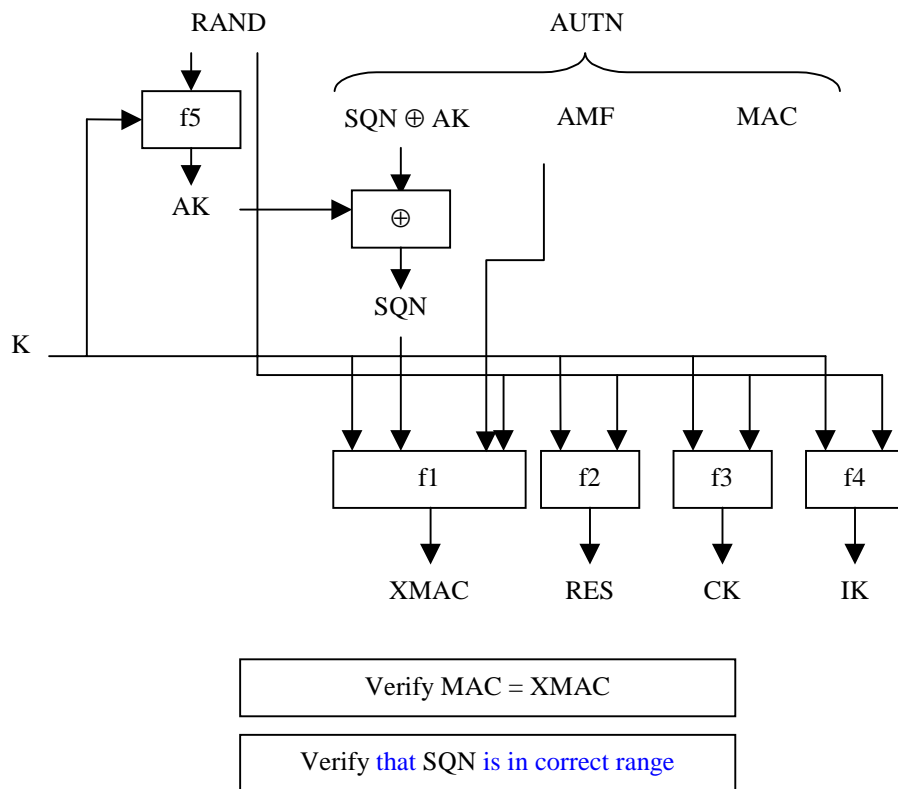 RAND AUTN
f5
SQN ⊕ AK AMF MAC
AK
⊕
SQN
K
f1 f2 f3 f4
XMAC RES CK IK
Verify MAC = XMAC
Verify that SQN is in correct range